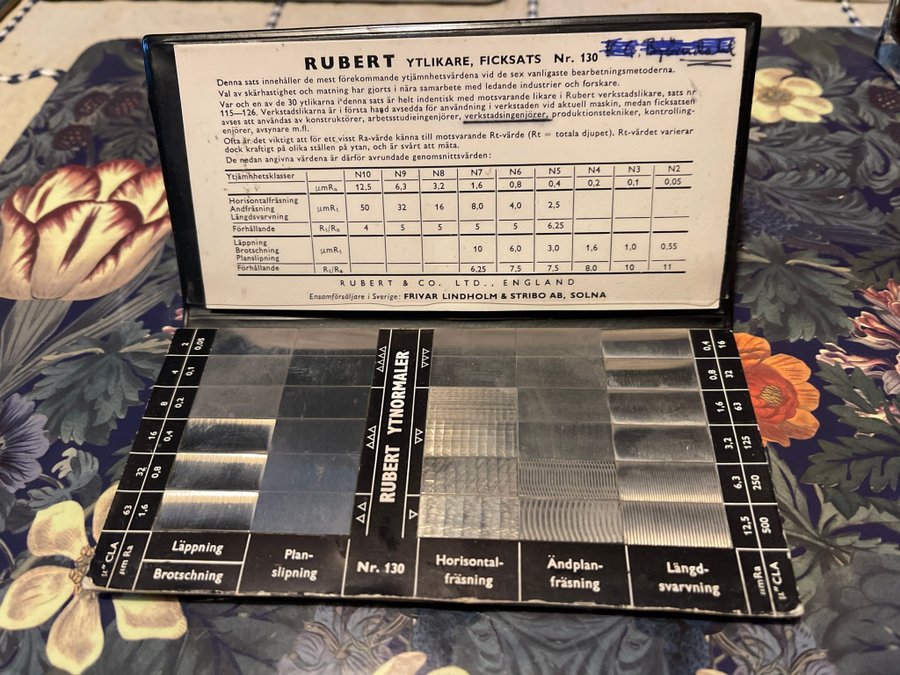 RUBERT YTLIKARE, FICKSATS Nr. 130
Denna sats innehåller de mest förekommande ytjämnhetsvärdena vid de sex vanligaste bearbetningsmetoderna.
Val av skärhastighet och matning har gjorts i nära samarbete med ledande industrier och forskare.
Var och en av de 30 ytlikarna i denna sats är helt indentisk med motsvarande likare i Rubert verkstadslikare, sats nr
115—126. Verkstadslikarna är i första hand avsedda för användning i verkstaden vid aktuell maskin, medan ficksatsen
avses att användas av konstruktörer, arbetsstudieingenjörer, verkstadsingenjörer, produktionstekniker, kontrolling-
enjörer, avsynare m.fl.
Ofta är det viktigt att för ett visst Ra-värde känna till motsvarande Rt-värde (Rt = totala djupet). Rt-värdet varierar
dock kraftigt på olika ställen på ytan, och är svårt att mäta.
De nedan angivna värdena är därför avrundade genomsnittsvärden:
Ytjämnhetsklasser N10 N9 N8 N7 N6 N5 N4 N3 N2
µmRa 12,5 6,3 3,2 1,6 0,8 0,4 0,2 0,1 0,05
Horisontalfräsning
Andfräsning µmRt 50 32 16 8,0 4,0 2,5
Längdsvarvning
Förhållande Rt/Ra 4 5 5 5 5 6,25
Läppning
Brotschning µmRt 10 6,0 3,0 1,6 1,0 0,55
Planslipning
Förhållande Rt/Ra 6,25 7,5 7,5 8,0 10 11
RUBERT & CO. LTD., ENGLAND
Ensamförsäljare i Sverige: FRIVAR LINDHOLM & STRIBO AB, SOLNA
2 0,05
4 0,1
8 0,2
16 0,4
32 0,8
63 1,6
µ" CLA µm Ra
RUBERT YTNORMALER
0,4 16
0,8 32
1,6 63
3,2 125
6,3 250
12,5 500
µmRa µ" CLA
Läppning
Brotschning
Plan-
slipning
Nr. 130
Horisontal-
fräsning
Ändplan-
fräsning
Längd-
svarvning